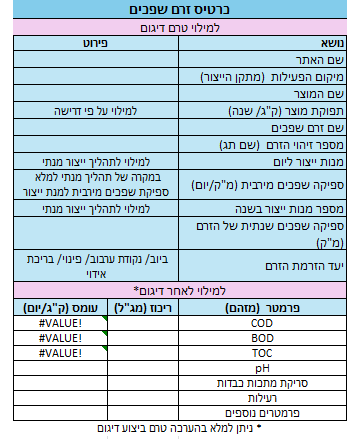 כרטיס זרם שפכים
למילוי טרם דיגום
נושא פירוט
שם האתר
מיקום הפעילות (מתקן הייצור)
שם המוצר
תפוקת מוצר (ק"ג/ שנה) למילוי על פי דרישה
שם זרם שפכים
מספר זיהוי הזרם (שם תג)
מנות ייצור ליום למילוי לתהליך ייצור מנתי
ספיקה שפכים מירבית (מ"ק/יום) במקרה של תהליך מנתי למלא
ספיקת שפכים מירבית למנת ייצור
מספר מנות ייצור בשנה למילוי לתהליך ייצור מנתי
ספיקה שפכים שנתית של הזרם
(מ"ק)
יעד הזרמת הזרם ביוב/ נקודת ערבוב/ פינוי/ בריכת
אידוי
למילוי לאחר דיגום*
פרמטר (מזהם) ריכוז (מג"ל) עומס (ק"ג/יום)
COD #VALUE!
BOD #VALUE!
TOC #VALUE!
pH
סריקת מתכות כבדות
רעילות
פרמטרים נוספים
* ניתן למלא בהערכה טרם ביצוע דיגום